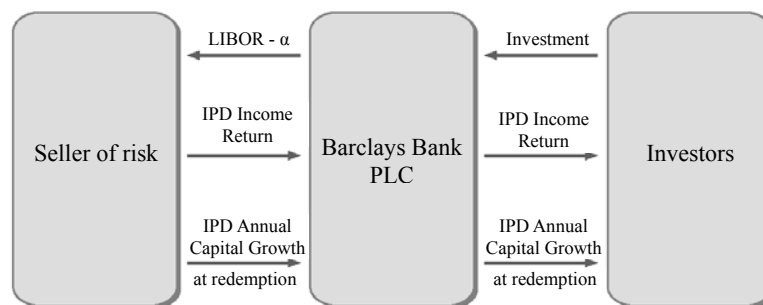 LIBOR - α
Investment
IPD Income
Return
IPD Income
Return
Seller of risk
Barclays Bank
PLC
Investors
IPD Annual
Capital Growth
at redemption
IPD Annual
Capital Growth
at redemption